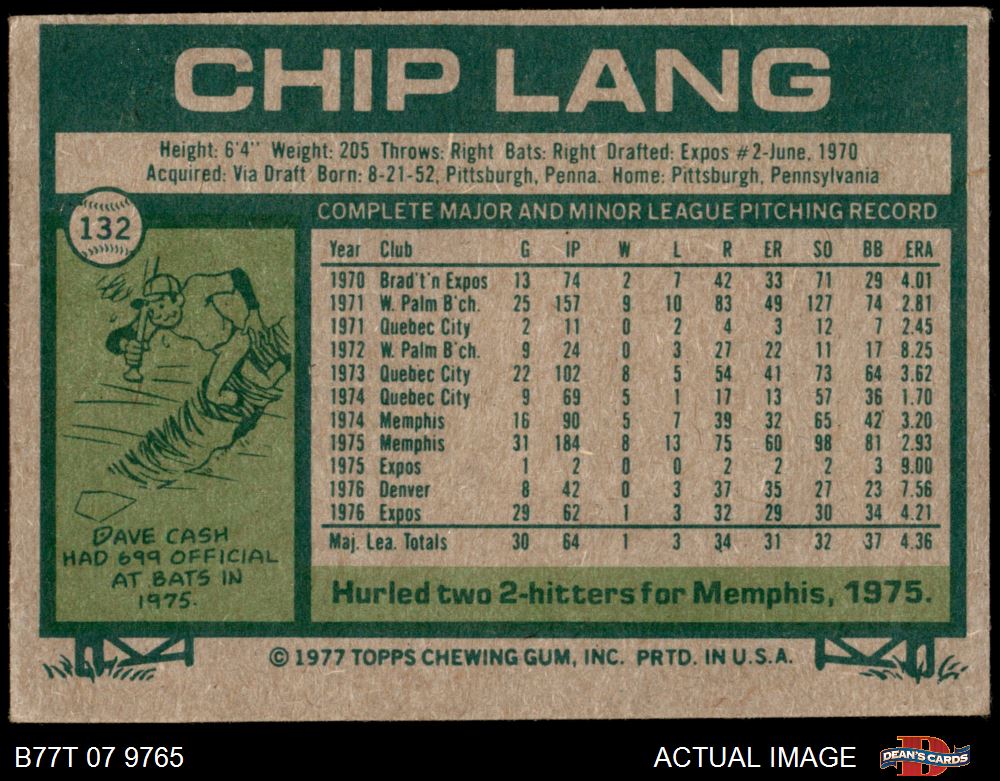 CHIP LANG
Height: 6'4" Weight: 205 Throws: Right Bats: Right Drafted: Expos #2-June, 1970
Acquired: Via Draft Born: 8-21-52, Pittsburgh, Penna. Home: Pittsburgh, Pennsylvania
132
COMPLETE MAJOR AND MINOR LEAGUE PITCHING RECORD
Year Club G IP W L R ER SO BB ERA
1970 Brad't'n Expos 13 74 2 7 42 33 71 29 4.01
1971 W. Palm B'ch. 25 157 9 10 83 49 127 74 2.81
1971 Quebec City 2 11 0 2 4 3 12 7 2.45
1972 W. Palm B'ch. 9 24 0 3 27 22 11 17 8.25
1973 Quebec City 22 102 8 5 54 41 73 64 3.62
1974 Quebec City 9 69 5 1 17 13 57 36 1.70
1974 Memphis 16 90 5 7 39 32 65 42 3.20
1975 Memphis 31 184 8 13 75 60 98 81 2.93
1975 Expos 1 2 0 0 2 2 2 3 9.00
1976 Denver 8 42 0 3 37 35 27 23 7.56
1976 Expos 29 62 1 3 32 29 30 34 4.21
Maj. Lea. Totals 30 64 1 3 34 31 32 37 4.36
DAVE CASH
HAD 699 OFFICIAL
AT BATS IN
1975.
Hurled two 2-hitters for Memphis, 1975.
© 1977 TOPPS CHEWING GUM, INC. PRTD. IN U.S.A.
B77T 07 9765
ACTUAL IMAGE
DEAN'S CARDS